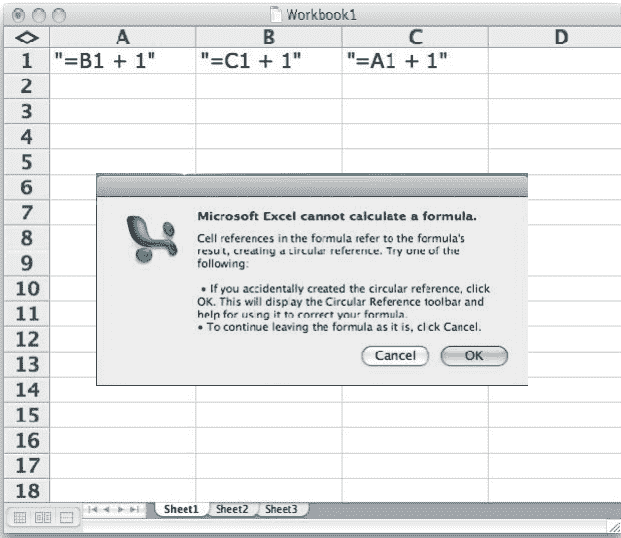 Workbook1
A B C D
1 "=B1 + 1" "=C1 + 1" "=A1 + 1"
2
3
4
5
6
7
8
9
10
11
12
13
14
15
16
17
18
Microsoft Excel cannot calculate a formula.
Cell references in the formula refer to the formula's
result, creating a circular reference. Try one of the
following:
• If you accidentally created the circular reference, click
OK. This will display the Circular Reference toolbar and
help for using it to correct your formula.
• To continue leaving the formula as it is, click Cancel.
Cancel OK
Sheet1 Sheet2 Sheet3